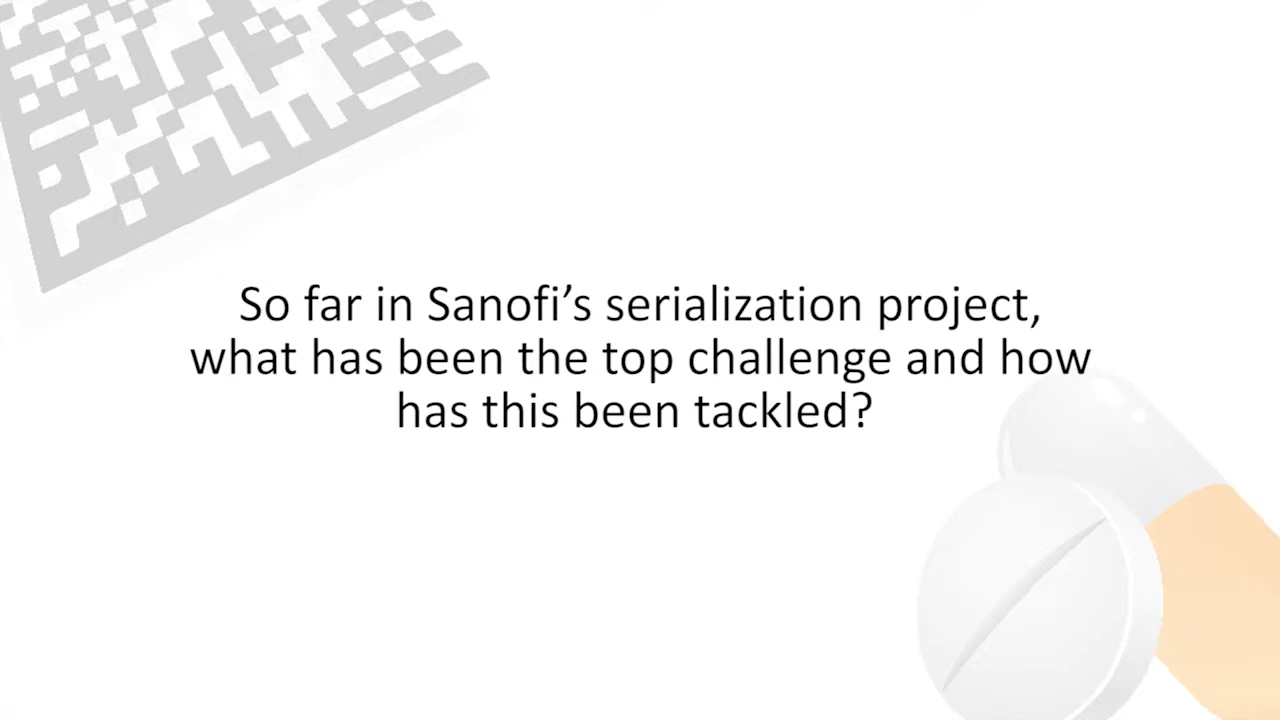 So far in Sanofi’s serialization project,
what has been the top challenge and how
has this been tackled?